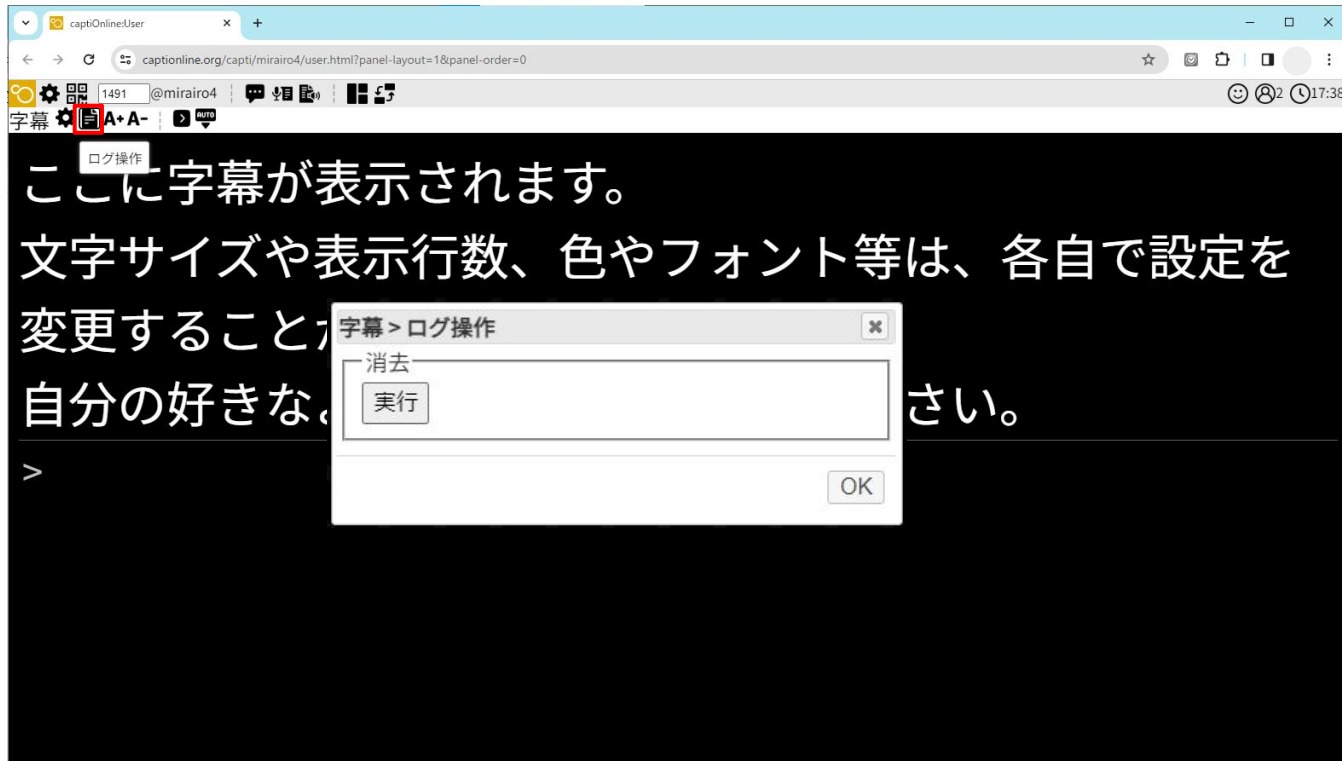 captiOnline:User
captionline.org/capti/mirairo4/user.html?panel-layout=1&panel-order=0
1491 @mirairo4 2 17:38
字幕 A+ A- AUTO
ログ操作
ここに字幕が表示されます。
文字サイズや表示行数、色やフォント等は、各自で設定を
変更すること
字幕 > ログ操作
消去
自分の好きな さい。
実行
>
OK